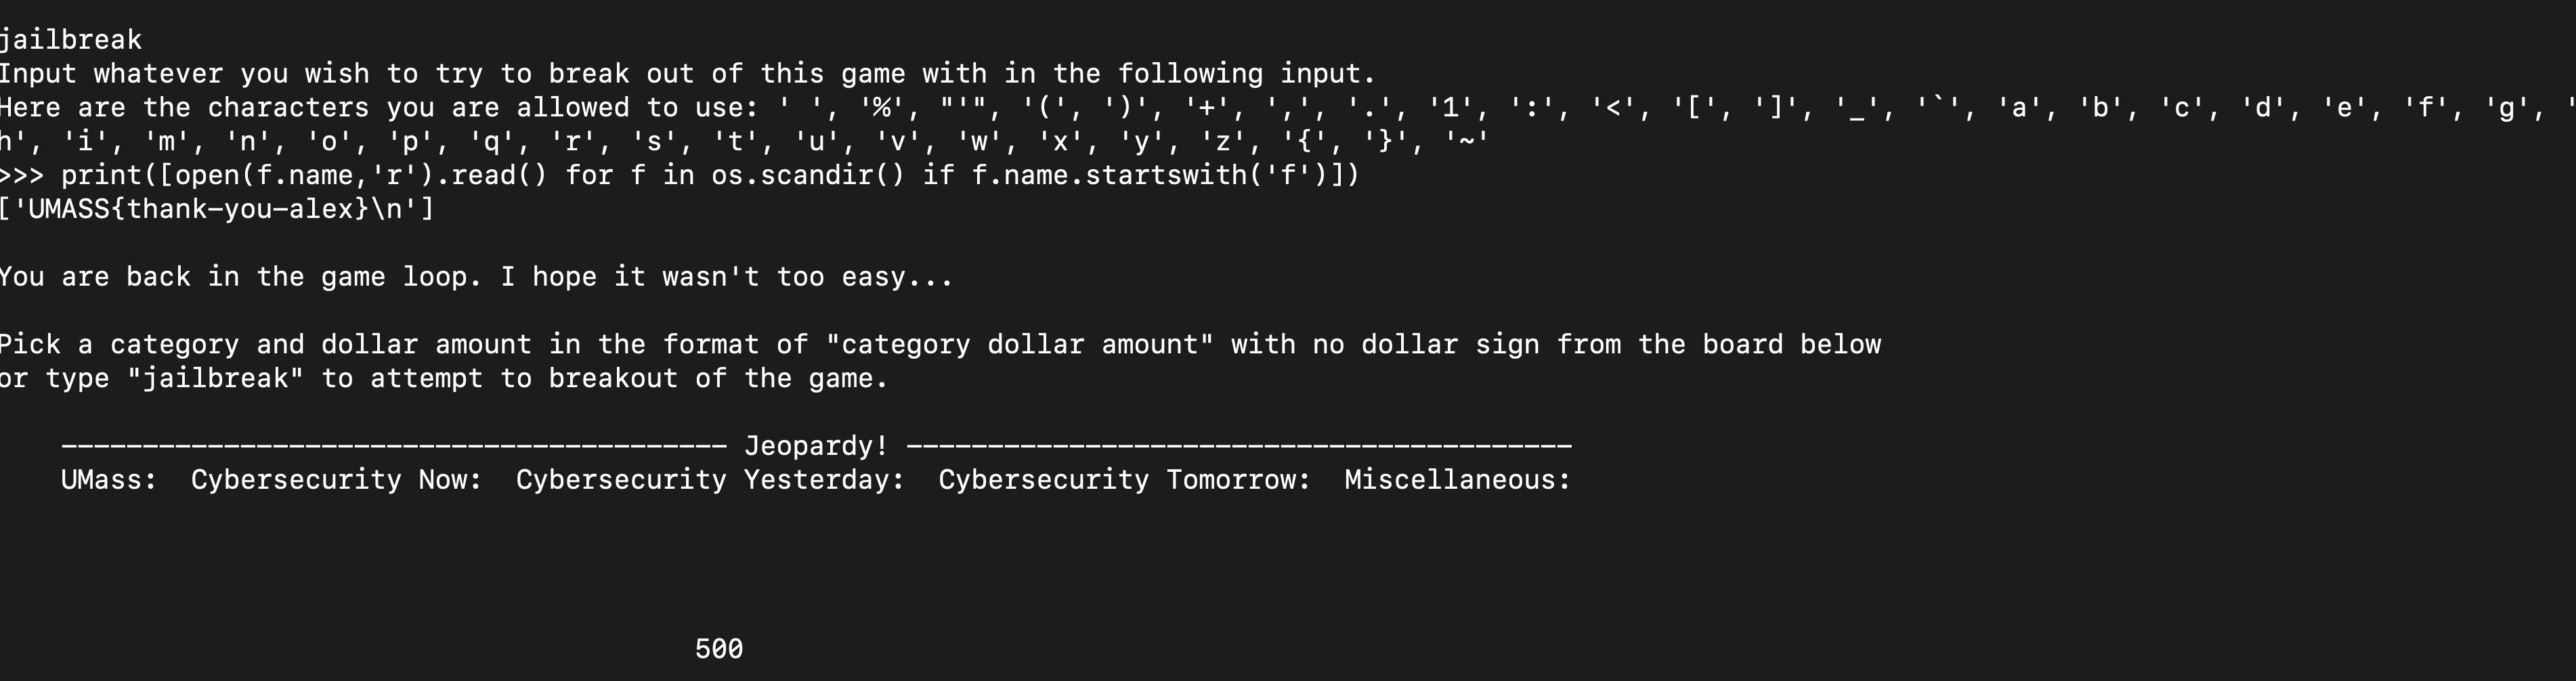 jailbreak
Input whatever you wish to try to break out of this game with in the following input.
Here are the characters you are allowed to use: ' ', '%', "'", '(', ')', '+', ',', '.', '1', ':', '<', '[', ']', '_', '`', 'a', 'b', 'c', 'd', 'e', 'f', 'g', '
h', 'i', 'm', 'n', 'o', 'p', 'q', 'r', 's', 't', 'u', 'v', 'w', 'x', 'y', 'z', '{', '}', '~'
>>> print([open(f.name,'r').read() for f in os.scandir() if f.name.startswith('f')])
['UMASS{thank-you-alex}\n']
You are back in the game loop. I hope it wasn't too easy...
Pick a category and dollar amount in the format of "category dollar amount" with no dollar sign from the board below
or type "jailbreak" to attempt to breakout of the game.
----------------------------------------- Jeopardy! -----------------------------------------
UMass:  Cybersecurity Now:  Cybersecurity Yesterday:  Cybersecurity Tomorrow:  Miscellaneous:
500